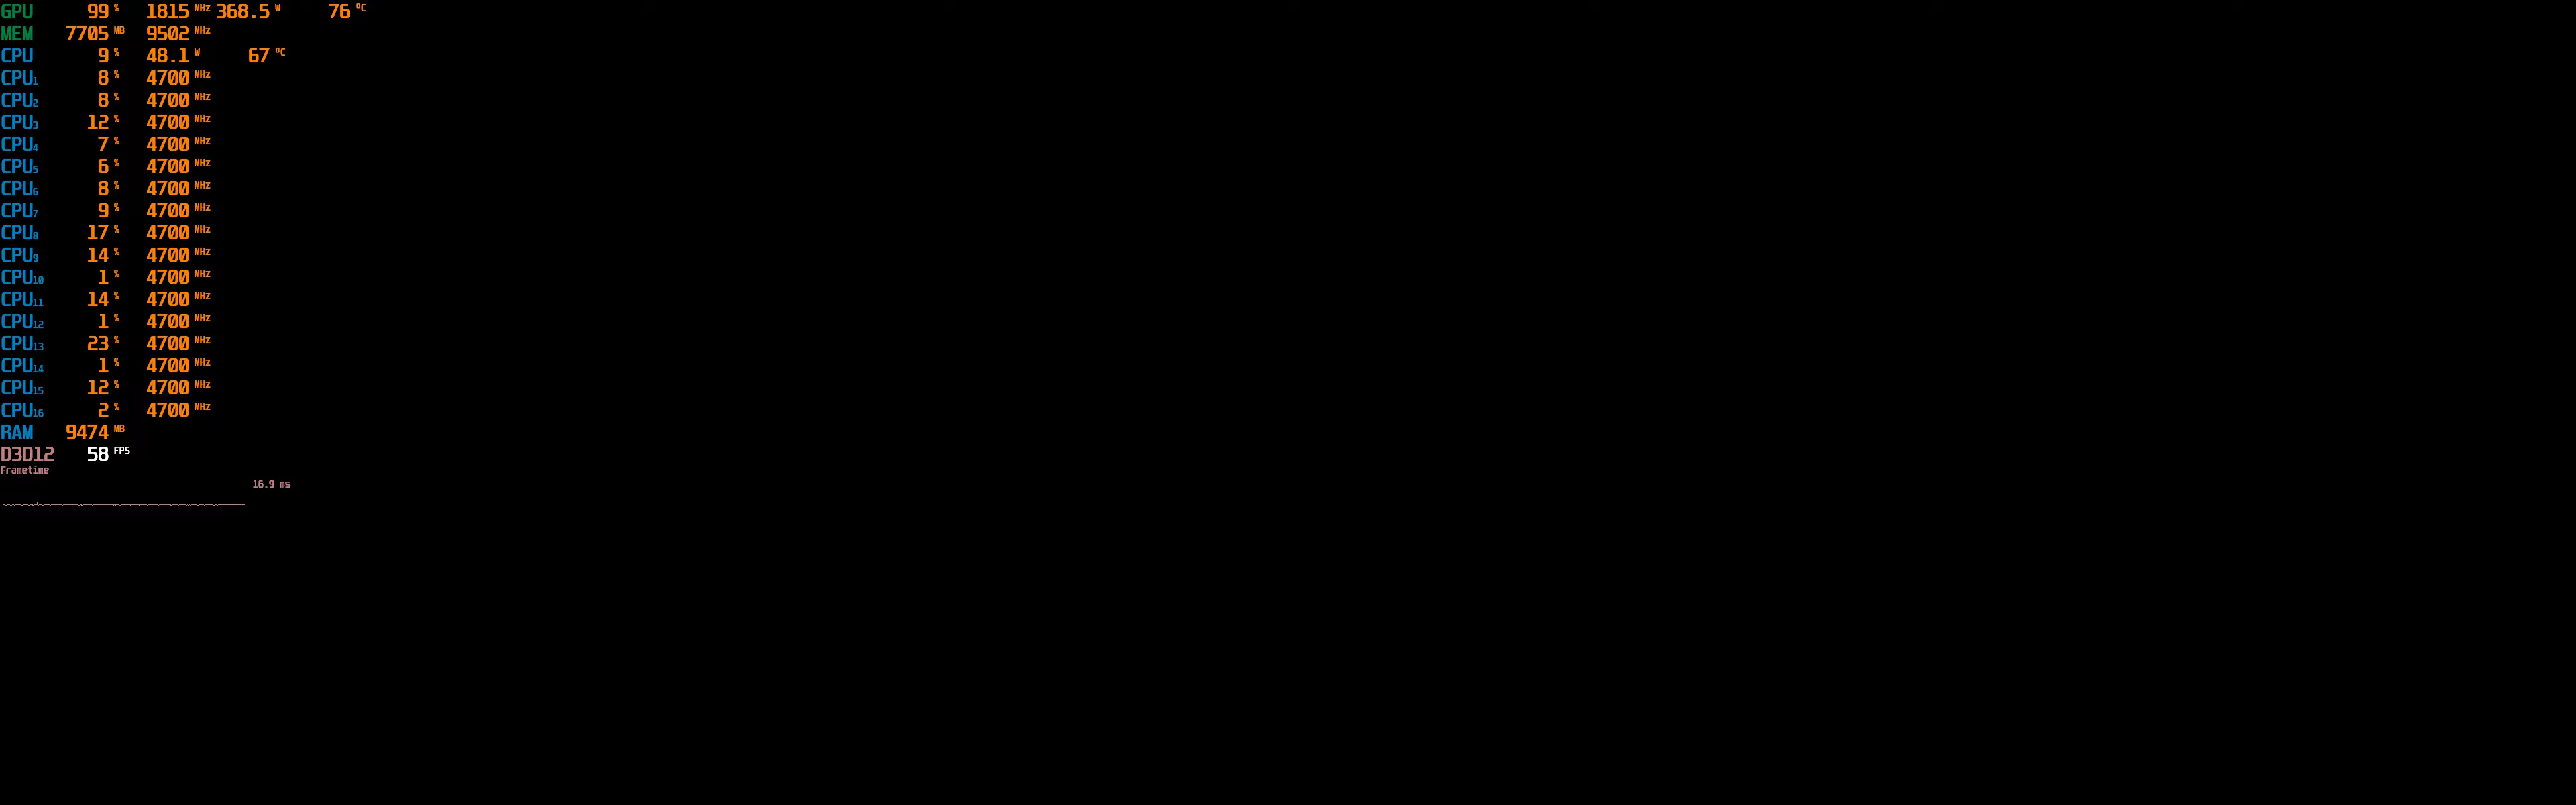 GPU 99 % 1815 MHz 368.5 W 76 °C
MEM 7705 MB 9502 MHz
CPU 9 % 48.1 W 67 °C
CPU1 8 % 4700 MHz
CPU2 8 % 4700 MHz
CPU3 12 % 4700 MHz
CPU4 7 % 4700 MHz
CPU5 6 % 4700 MHz
CPU6 8 % 4700 MHz
CPU7 9 % 4700 MHz
CPU8 17 % 4700 MHz
CPU9 14 % 4700 MHz
CPU10 1 % 4700 MHz
CPU11 14 % 4700 MHz
CPU12 1 % 4700 MHz
CPU13 23 % 4700 MHz
CPU14 1 % 4700 MHz
CPU15 12 % 4700 MHz
CPU16 2 % 4700 MHz
RAM 9474 MB
D3D12 58 FPS
Frametime
16.9 ms